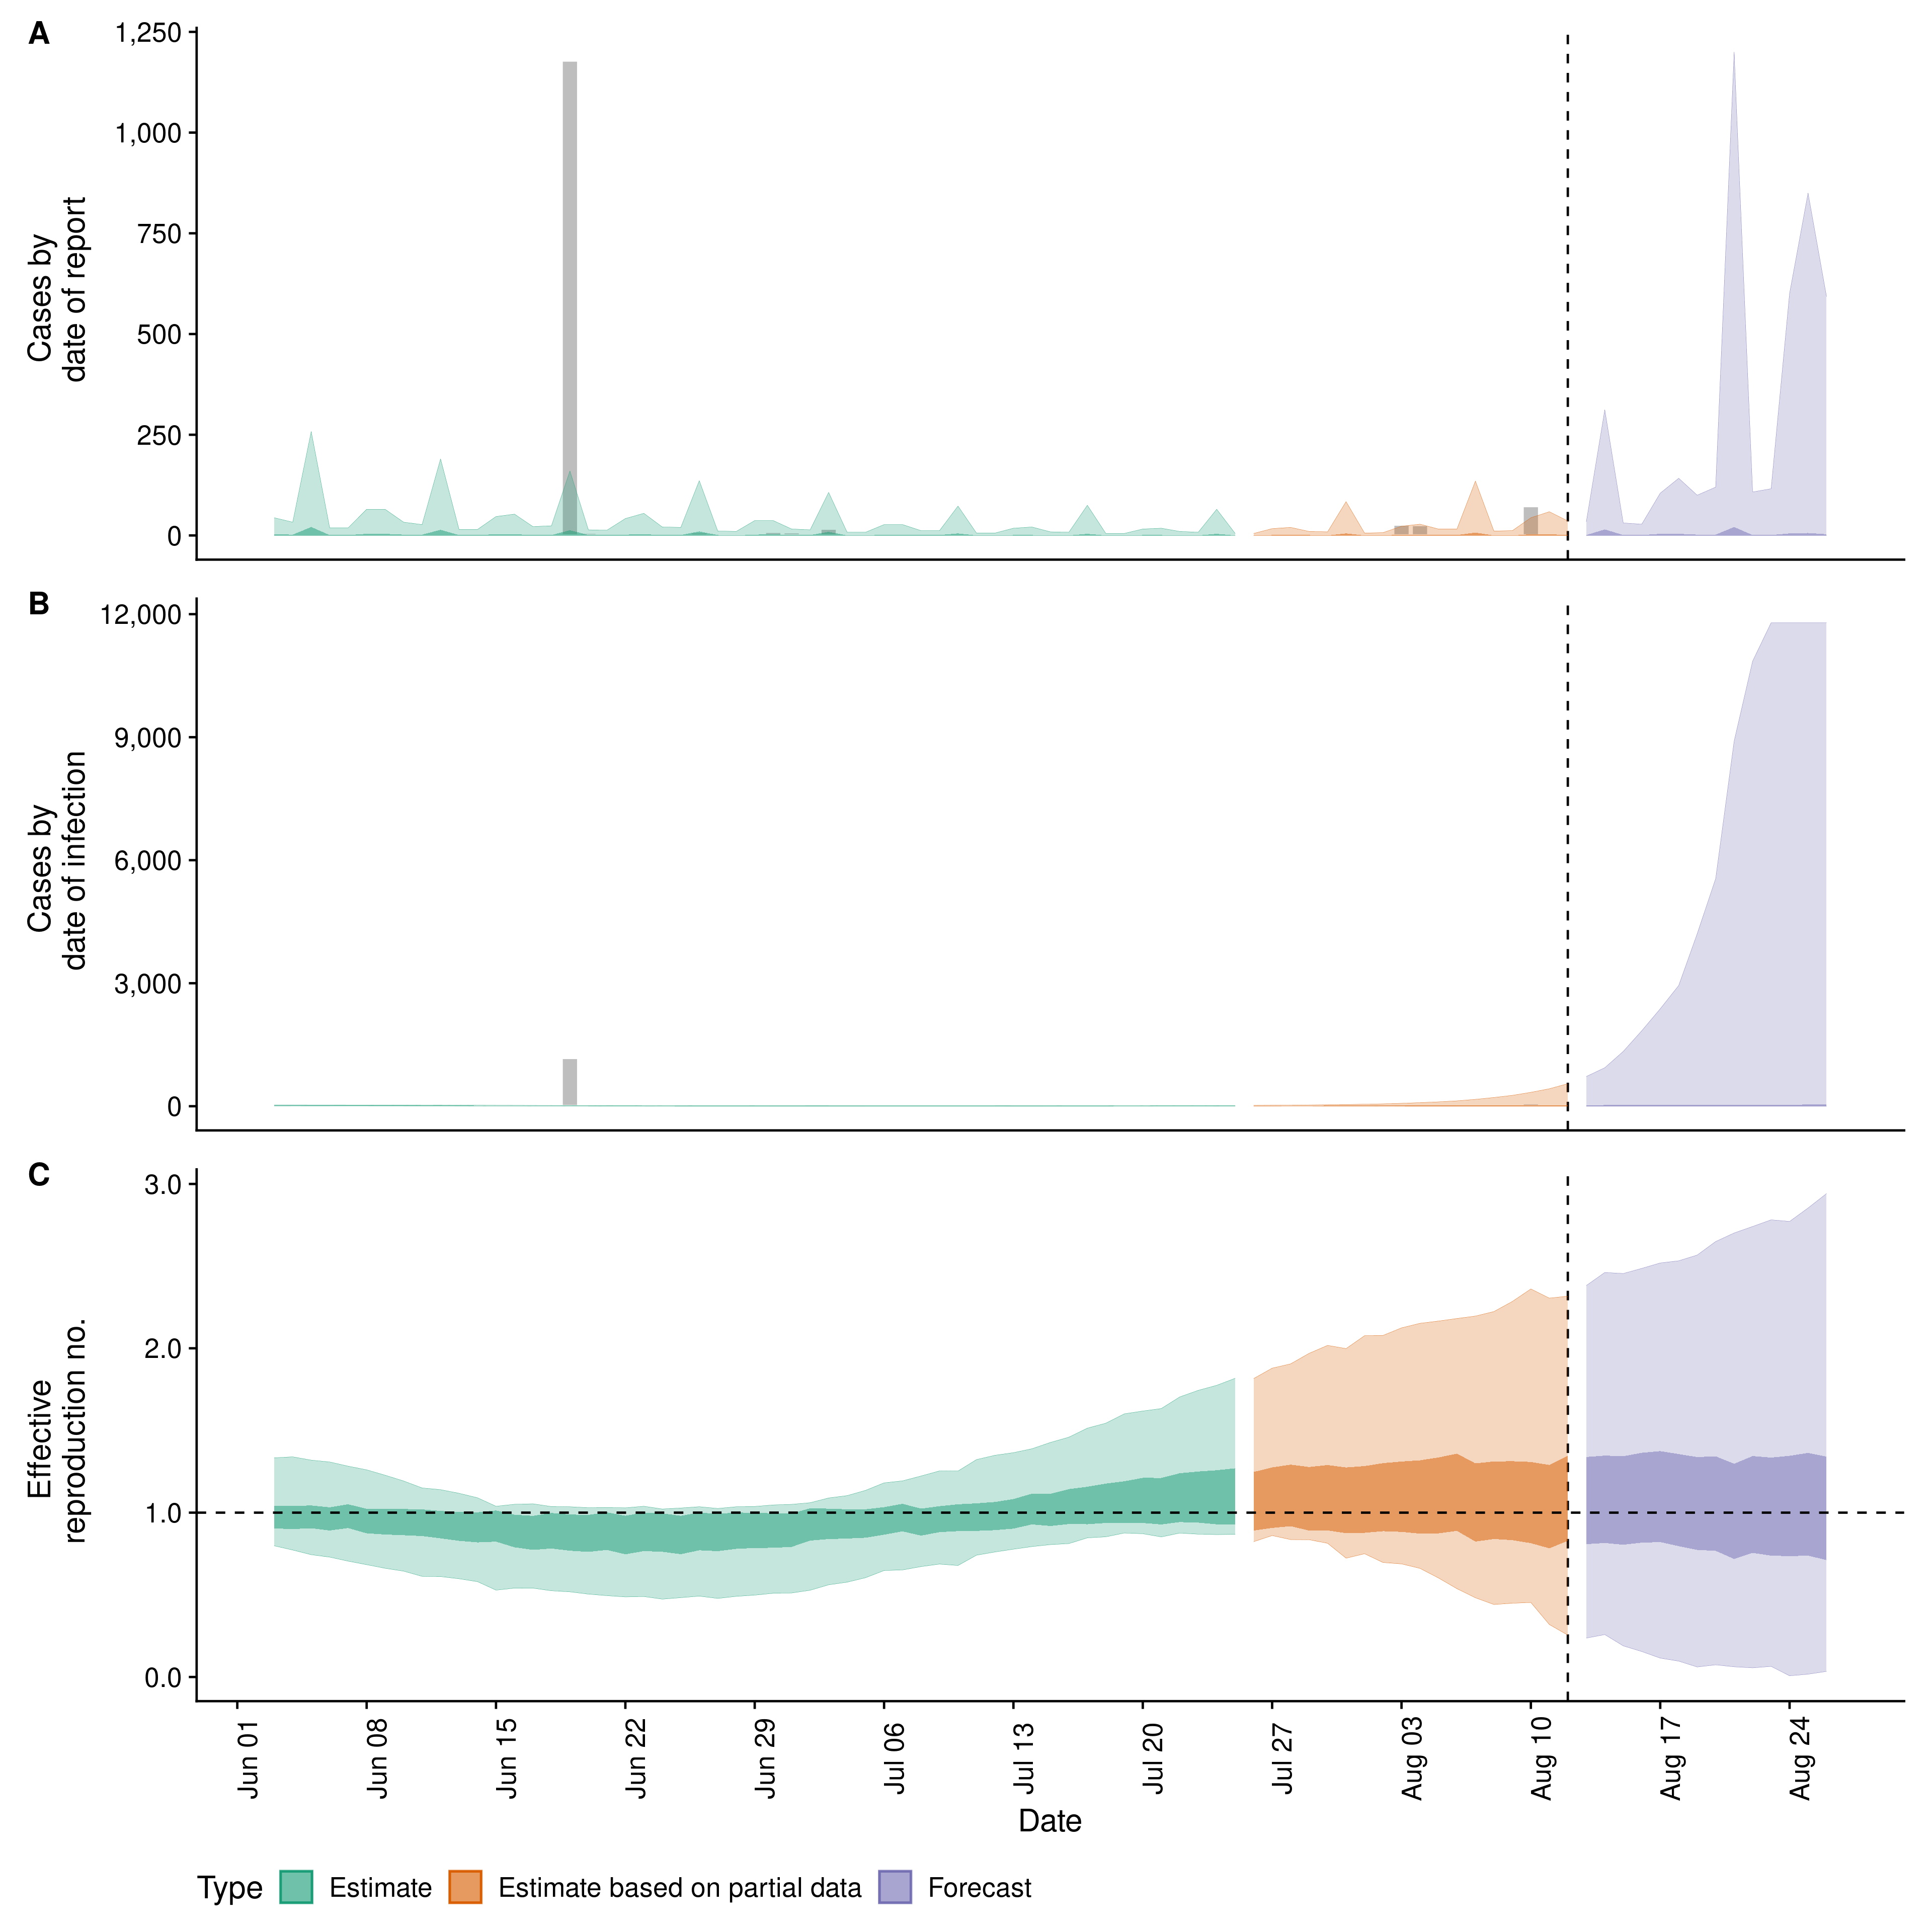 A
Cases by
date of report
1,250
1,000
750
500
250
0
B
Cases by
date of infection
12,000
9,000
6,000
3,000
0
C
Effective
reproduction no.
3.0
2.0
1.0
0.0
Jun 01
Jun 08
Jun 15
Jun 22
Jun 29
Jul 06
Jul 13
Jul 20
Jul 27
Aug 03
Aug 10
Aug 17
Aug 24
Date
Type
Estimate
Estimate based on partial data
Forecast